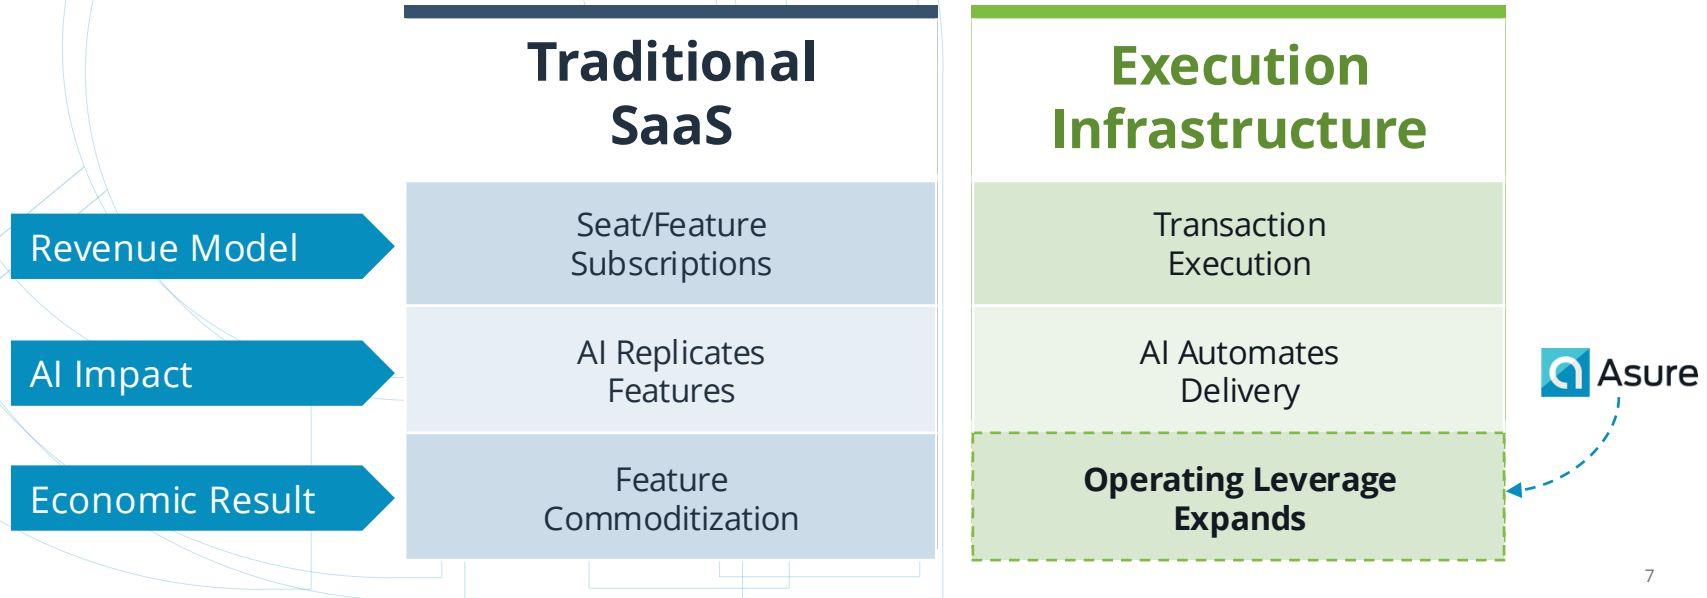 Traditional
SaaS
Execution
Infrastructure
Revenue Model
Seat/Feature
Subscriptions
Transaction
Execution
AI Impact
AI Replicates
Features
AI Automates
Delivery
Asure
Economic Result
Feature
Commoditization
Operating Leverage
Expands
7